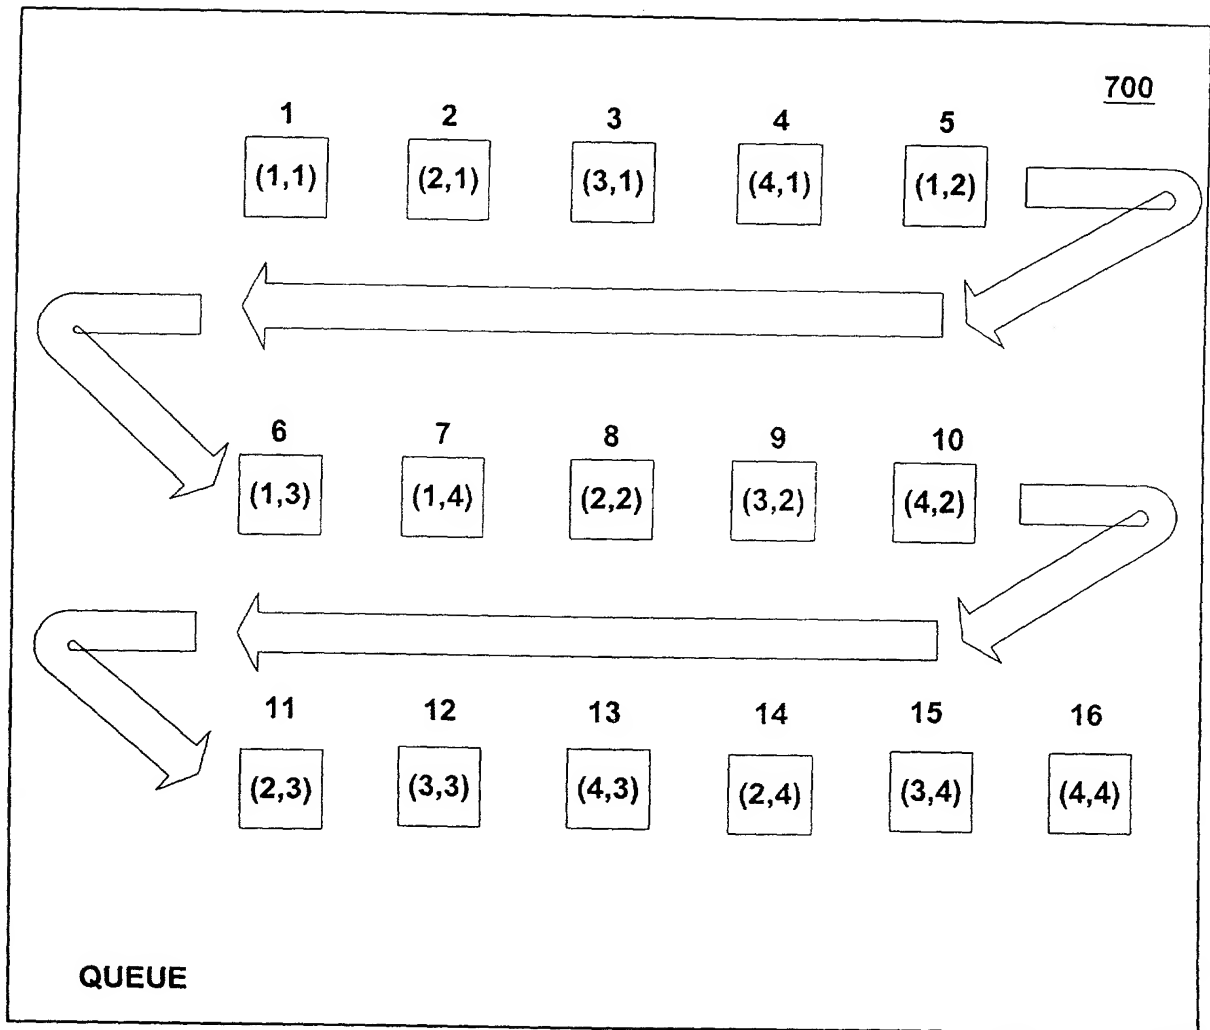 700
1 2 3 4 5
(1,1) (2,1) (3,1) (4,1) (1,2)
6 7 8 9 10
(1,3) (1,4) (2,2) (3,2) (4,2)
11 12 13 14 15 16
(2,3) (3,3) (4,3) (2,4) (3,4) (4,4)
QUEUE